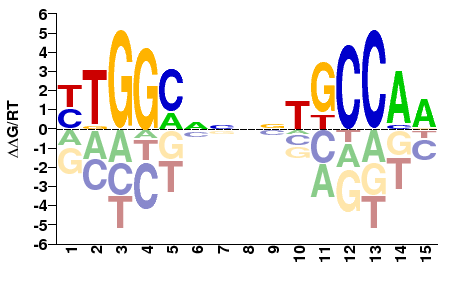 6
5
4
3
2
1
0
-1
-2
-3
-4
-5
-6
ΔΔG/RT
T C A G
T G A C
G A C T
G A T C
C A G T
A C
C
G C
T A C G
G T C A
C T A G
C A G T
A C G T
A T C
1 2 3 4 5 6 7 8 9 10 11 12 13 14 15